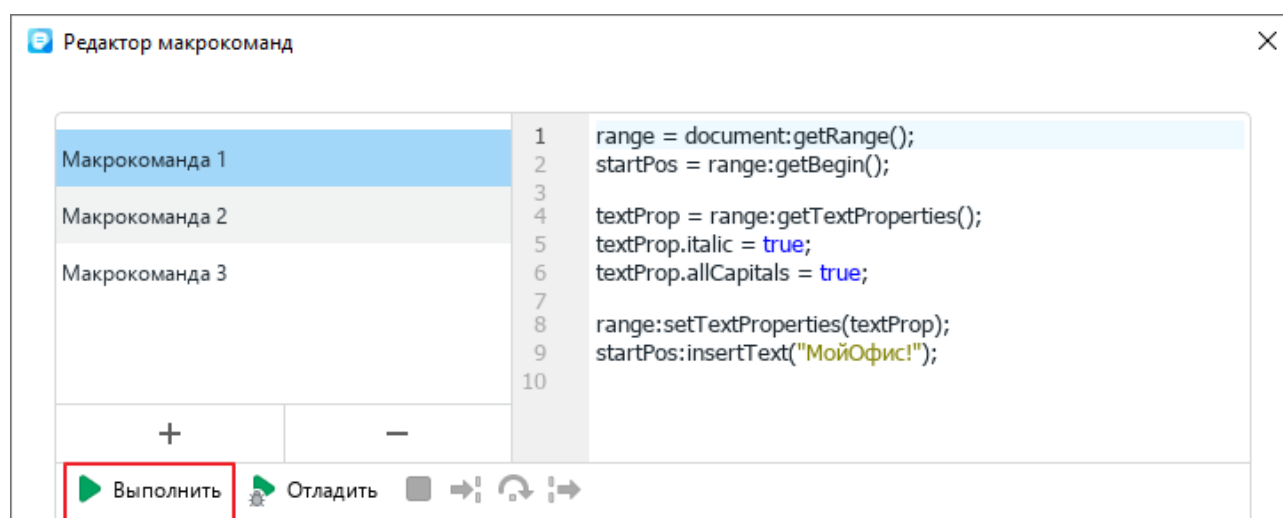 Редактор макрокоманд
Макрокоманда 1
Макрокоманда 2
Макрокоманда 3
1 range = document:getRange();
2 startPos = range:getBegin();
3
4 textProp = range:getTextProperties();
5 textProp.italic = true;
6 textProp.allCapitals = true;
7
8 range:setTextProperties(textProp);
9 startPos:insertText("МойОфис!");
10
+ −
Выполнить Отладить